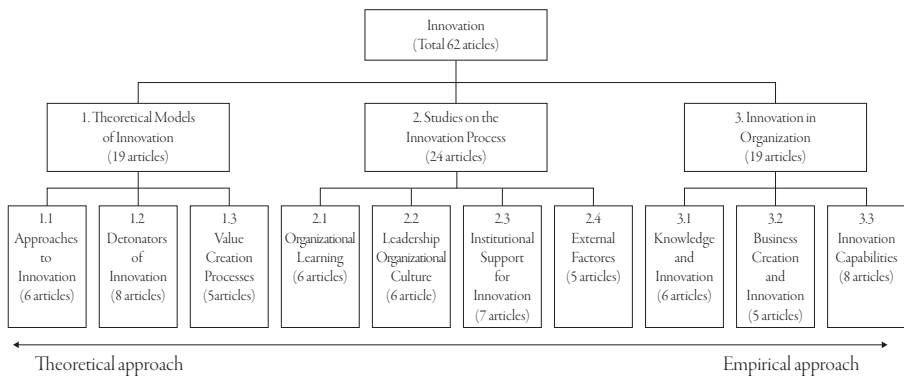 Innovation
(Total 62 aticles)
1. Theoretical Models
of Innovation
(19 articles)
2. Studies on the
Innovation Process
(24 articles)
3. Innovation in
Organization
(19 articles)
1.1
Approaches
to
Innovation
(6 articles)
1.2
Detonators
of
Innovation
(8 articles)
1.3
Value
Creation
Processes
(5articles)
2.1
Organizational
Learning
(6 articles)
2.2
Leadership
Organizational
Culture
(6 article)
2.3
Institutional
Support
for
Innovation
(7 articles)
2.4
External
Factores
(5 articles)
3.1
Knowledge
and
Innovation
(6 articles)
3.2
Business
Creation
and
Innovation
(5 articles)
3.3
Innovation
Capabilities
(8 articles)
Theoretical approach
Empirical approach